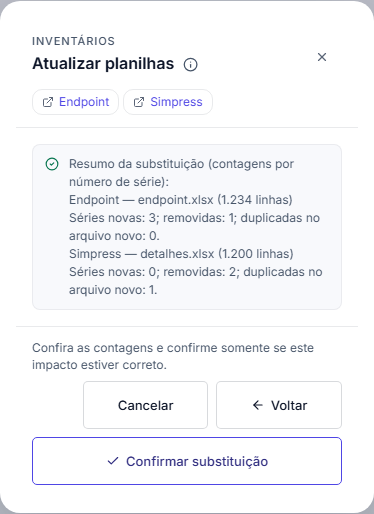 INVENTÁRIOS
Atualizar planilhas
Endpoint
Simpress
Resumo da substituição (contagens por
número de série):
Endpoint — endpoint.xlsx (1.234 linhas)
Séries novas: 3; removidas: 1; duplicadas no
arquivo novo: 0.
Simpress — detalhes.xlsx (1.200 linhas)
Séries novas: 0; removidas: 2; duplicadas no
arquivo novo: 1.
Confira as contagens e confirme somente se este
impacto estiver correto.
Cancelar
Voltar
Confirmar substituição